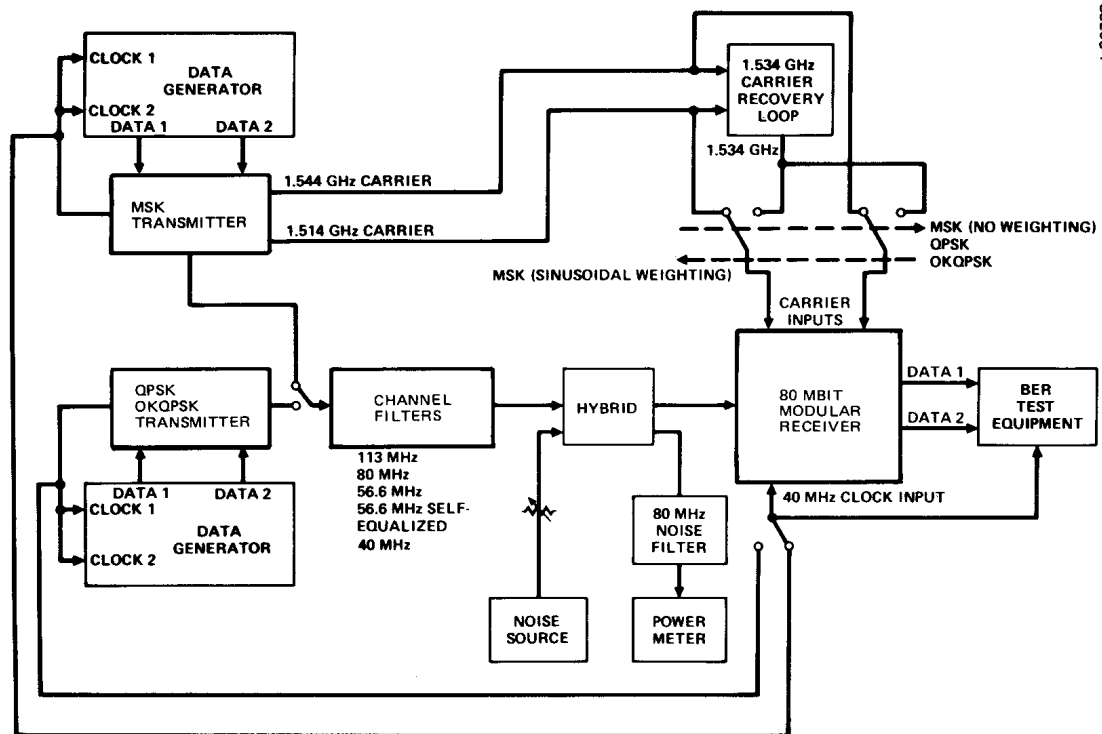 CLOCK 1
DATA
GENERATOR
CLOCK 2
DATA 1
DATA 2
MSK
TRANSMITTER
1.544 GHz CARRIER
1.514 GHz CARRIER
1.534 GHz
CARRIER
RECOVERY
LOOP
1.534 GHz
MSK (NO WEIGHTING)
QPSK
OKQPSK
MSK (SINUSOIDAL WEIGHTING)
CARRIER
INPUTS
QPSK
OKQPSK
TRANSMITTER
DATA 1
DATA 2
CLOCK 1
DATA
GENERATOR
CLOCK 2
CHANNEL
FILTERS
113 MHz
80 MHz
56.6 MHz
56.6 MHz SELF-
EQUALIZED
40 MHz
HYBRID
NOISE
SOURCE
80 MHz
NOISE
FILTER
POWER
METER
80 MBIT
MODULAR
RECEIVER
DATA 1
DATA 2
BER
TEST
EQUIPMENT
40 MHz CLOCK INPUT